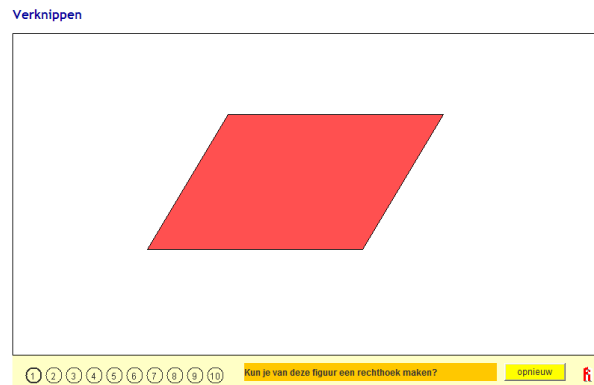 Verknippen
1 2 3 4 5 6 7 8 9 10 Kun je van deze figuur een rechthoek maken? opnieuw fi